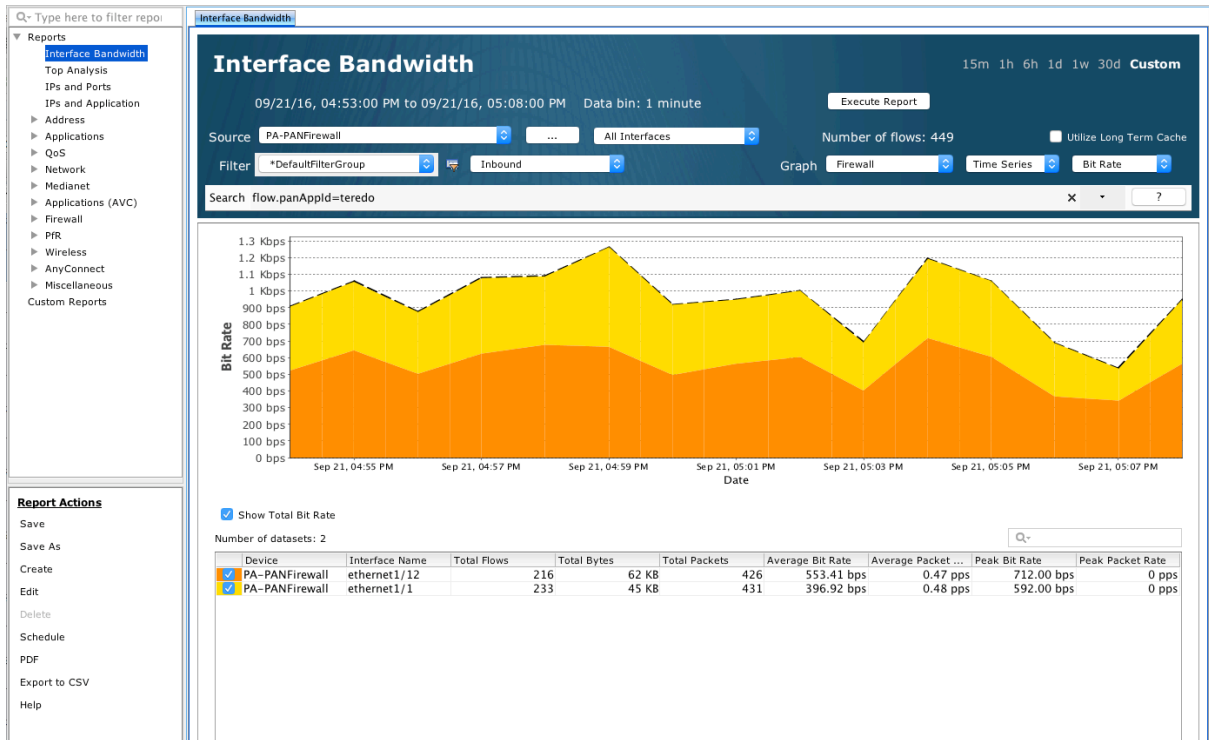 Type here to filter repo
Reports
Interface Bandwidth
Top Analysis
IPs and Ports
IPs and Application
Address
Applications
QoS
Network
Medianet
Applications (AVC)
Firewall
PfR
Wireless
AnyConnect
Miscellaneous
Custom Reports
Report Actions
Save
Save As
Create
Edit
Delete
Schedule
PDF
Export to CSV
Help
Interface Bandwidth
Interface Bandwidth
15m 1h 6h 1d 1w 30d Custom
09/21/16, 04:53:00 PM to 09/21/16, 05:08:00 PM Data bin: 1 minute Execute Report
Source PA-PANFirewall ... All Interfaces Number of flows: 449 Utilize Long Term Cache
Filter *DefaultFilterGroup Inbound Graph Firewall Time Series Bit Rate
Search flow.panAppId=teredo x ?
1.3 Kbps
1.2 Kbps
1.1 Kbps
1 Kbps
900 bps
800 bps
700 bps
600 bps
500 bps
400 bps
300 bps
200 bps
100 bps
0 bps
Bit Rate
Sep 21, 04:55 PM Sep 21, 04:57 PM Sep 21, 04:59 PM Sep 21, 05:01 PM Sep 21, 05:03 PM Sep 21, 05:05 PM Sep 21, 05:07 PM
Date
Show Total Bit Rate
Number of datasets: 2
Device Interface Name Total Flows Total Bytes Total Packets Average Bit Rate Average Packet ... Peak Bit Rate Peak Packet Rate
PA-PANFirewall ethernet1/12 216 62 KB 426 553.41 bps 0.47 pps 712.00 bps 0 pps
PA-PANFirewall ethernet1/1 233 45 KB 431 396.92 bps 0.48 pps 592.00 bps 0 pps